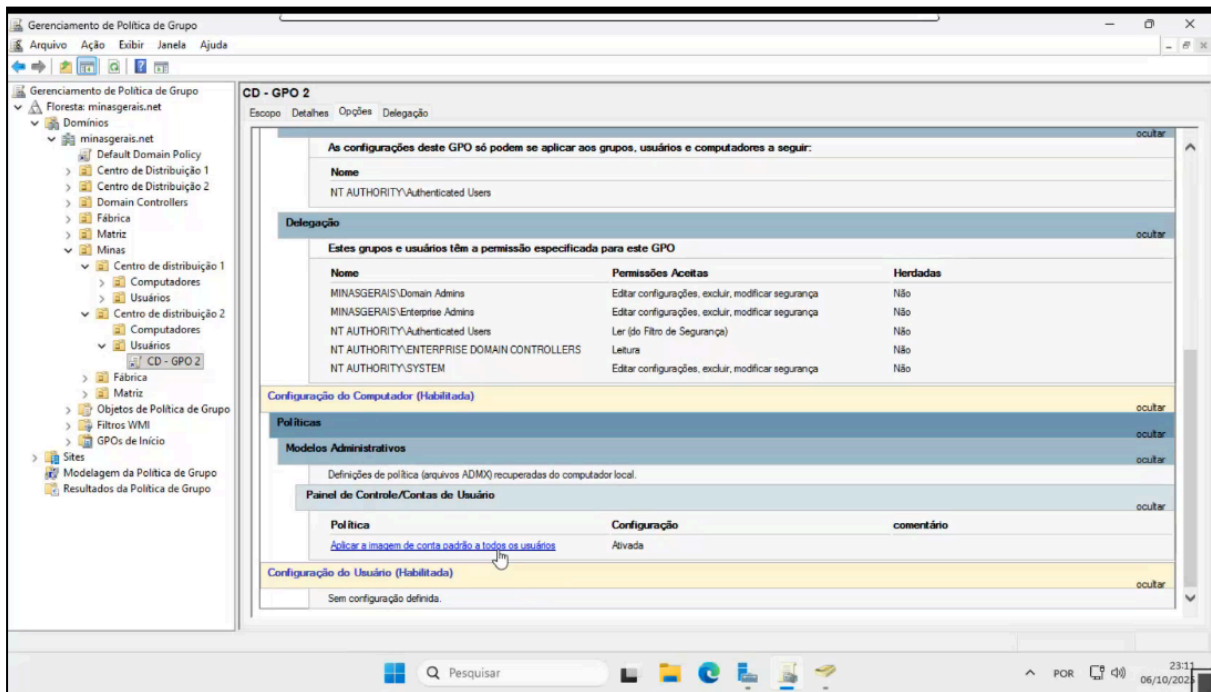 Gerenciamento de Política de Grupo
Arquivo Ação Exibir Janela Ajuda
Gerenciamento de Política de Grupo
Floresta: minasgerais.net
Domínios
minasgerais.net
Default Domain Policy
Centro de Distribuição 1
Centro de Distribuição 2
Domain Controllers
Fábrica
Matriz
Minas
Centro de distribuição 1
Computadores
Usuários
Centro de distribuição 2
Computadores
Usuários
CD - GPO 2
Fábrica
Matriz
Objetos de Política de Grupo
Filtros WMI
GPOs de Início
Sites
Modelagem da Política de Grupo
Resultados da Política de Grupo
CD - GPO 2
Escopo Detalhes Opções Delegação
ocultar
As configurações deste GPO só podem se aplicar aos grupos, usuários e computadores a seguir:
Nome
NT AUTHORITY\Authenticated Users
Delegação
ocultar
Estes grupos e usuários têm a permissão especificada para este GPO
Nome Permissões Aceitas Herdadas
MINASGERAIS\Domain Admins Editar configurações, excluir, modificar segurança Não
MINASGERAIS\Enterprise Admins Editar configurações, excluir, modificar segurança Não
NT AUTHORITY\Authenticated Users Ler (do Filtro de Segurança) Não
NT AUTHORITY\ENTERPRISE DOMAIN CONTROLLERS Leitura Não
NT AUTHORITY\SYSTEM Editar configurações, excluir, modificar segurança Não
Configuração do Computador (Habilitada)
ocultar
Políticas
ocultar
Modelos Administrativos
ocultar
Definições de política (arquivos ADMX) recuperadas do computador local.
Painel de Controle/Contas de Usuário
ocultar
Política Configuração comentário
Aplicar a imagem de conta padrão a todos os usuários Ativada
Configuração do Usuário (Habilitada)
ocultar
Sem configuração definida.
Pesquisar
POR
23:11
06/10/2025